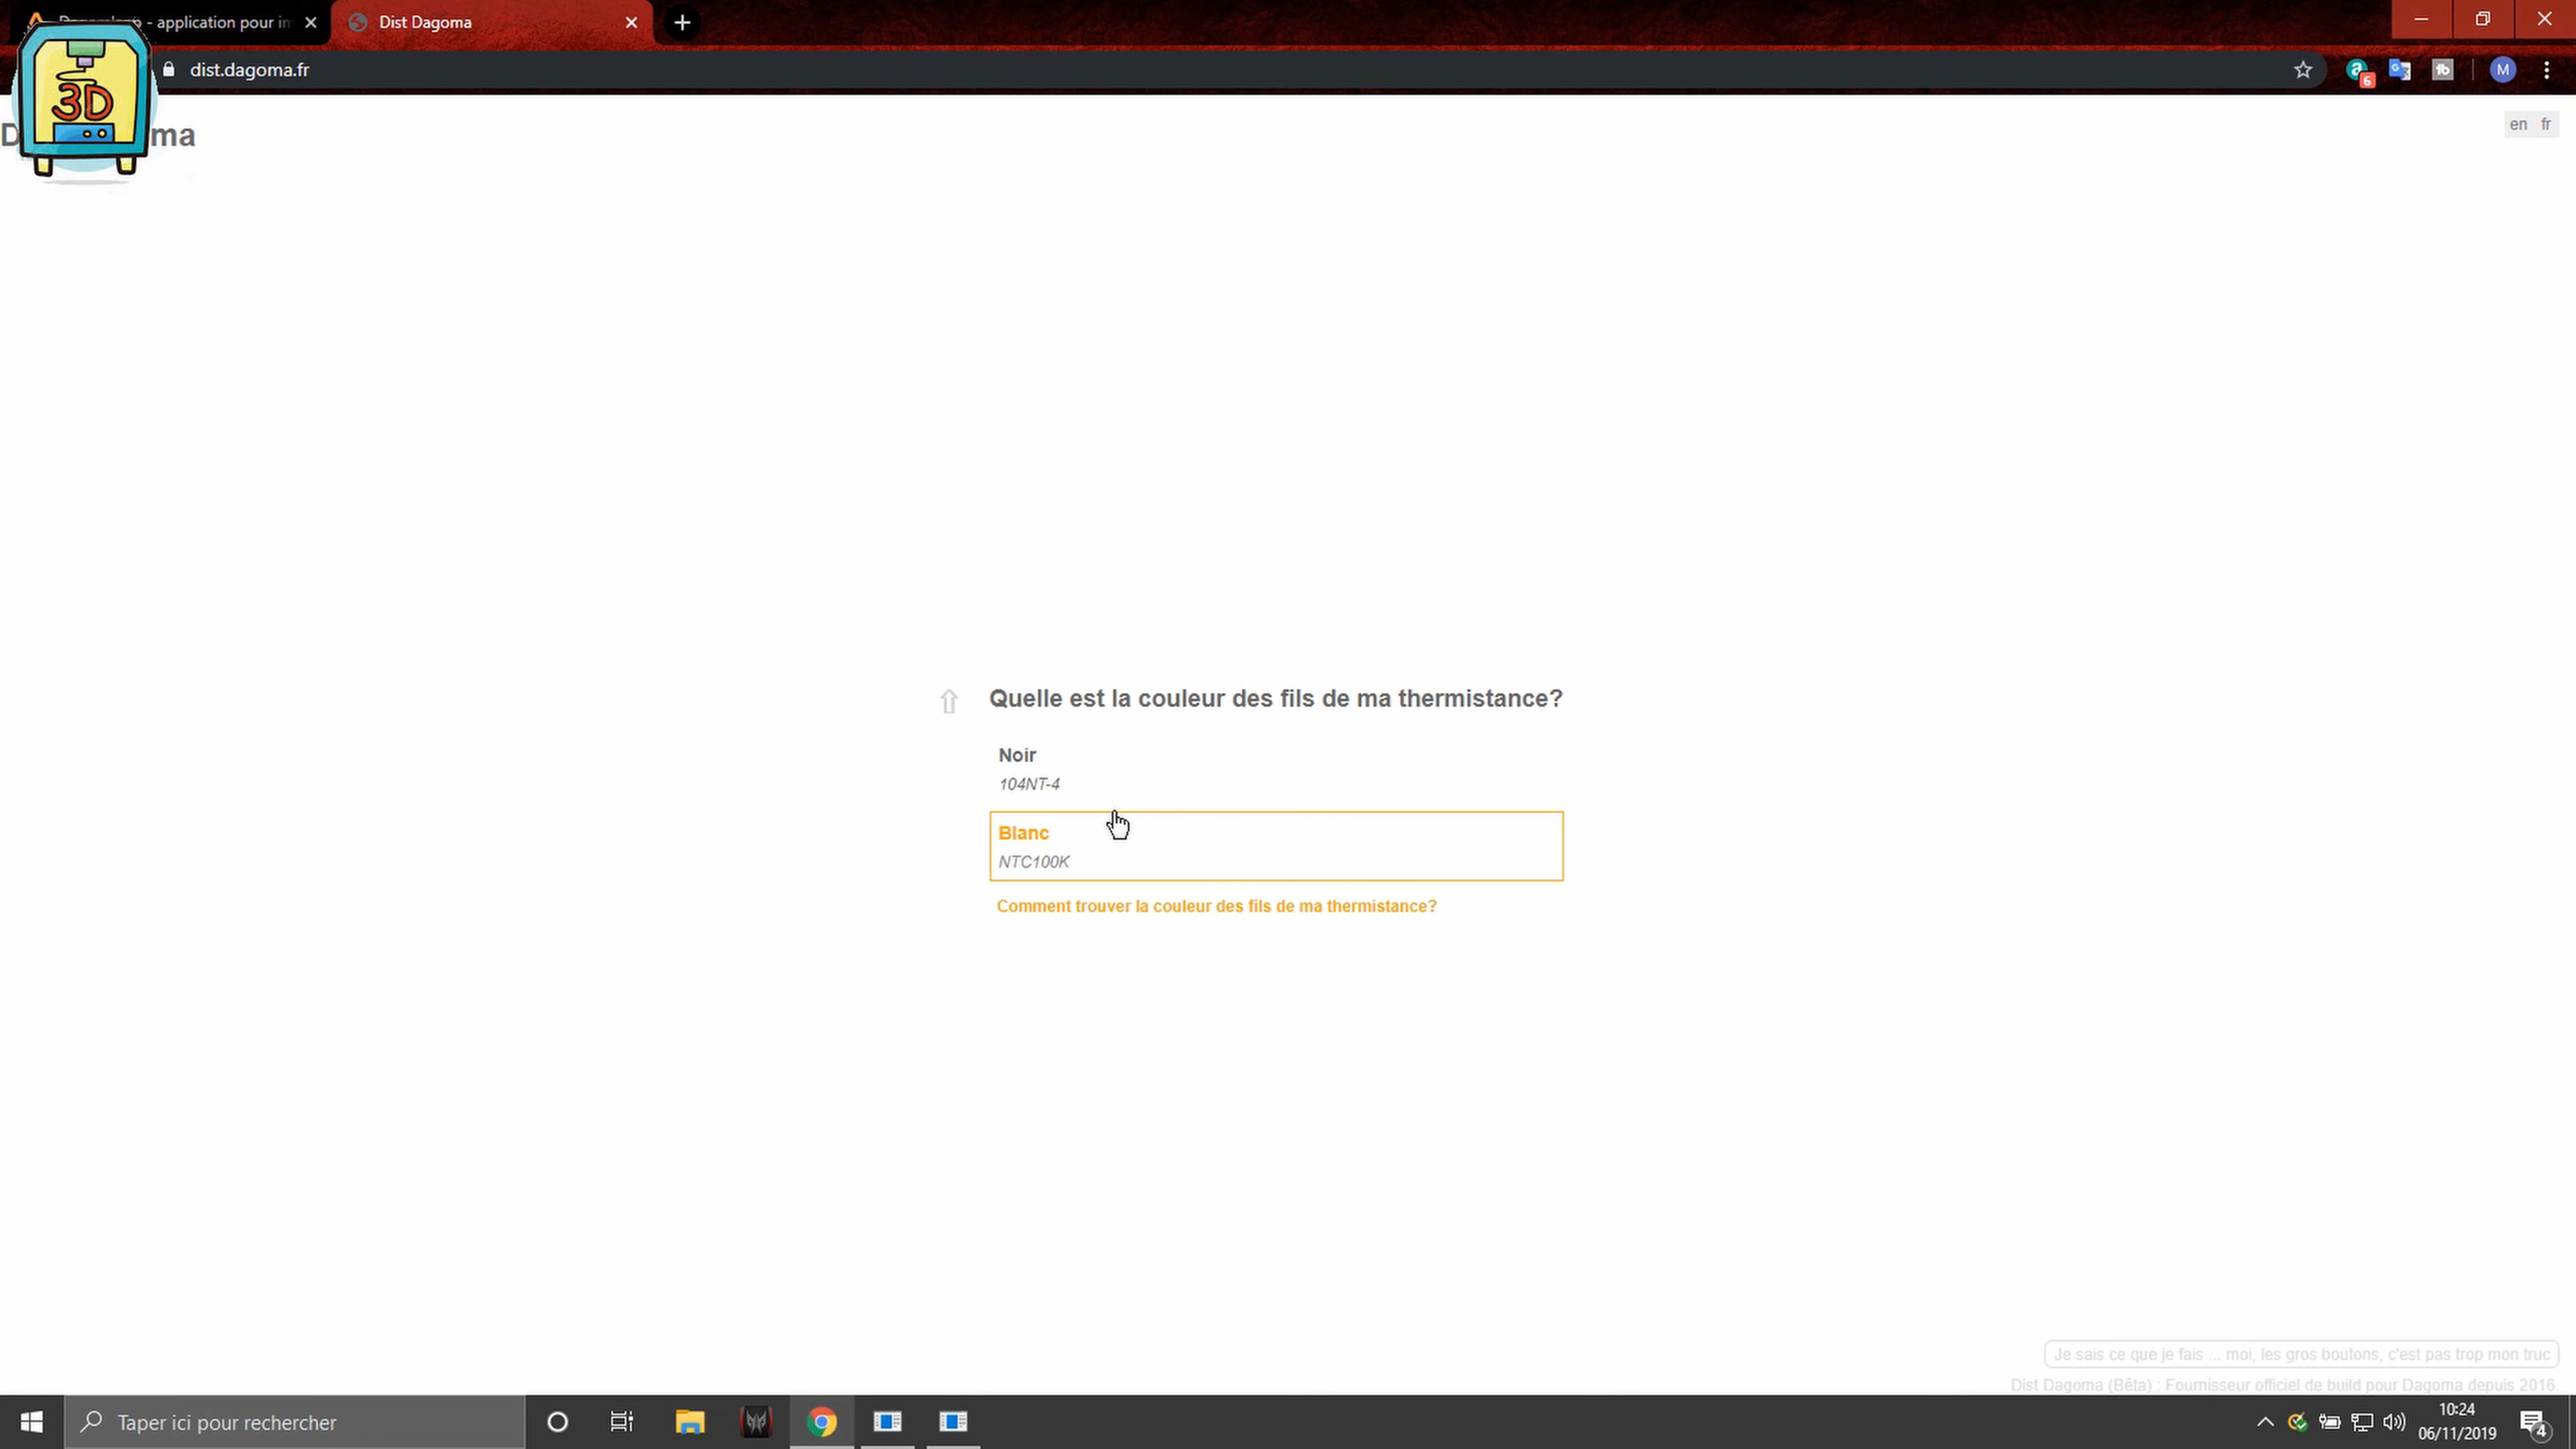 - application pour im
Dist Dagoma
dist.dagoma.fr
3D
ma
en fr
Quelle est la couleur des fils de ma thermistance?
Noir
104NT-4
Blanc
NTC100K
Comment trouver la couleur des fils de ma thermistance?
Je sais ce que je fais ... moi, les gros boutons, c'est pas trop mon truc
Dist Dagoma (Bêta) : Fournisseur officiel de build pour Dagoma depuis 2016
Taper ici pour rechercher
10:24
06/11/2019
6
M
4